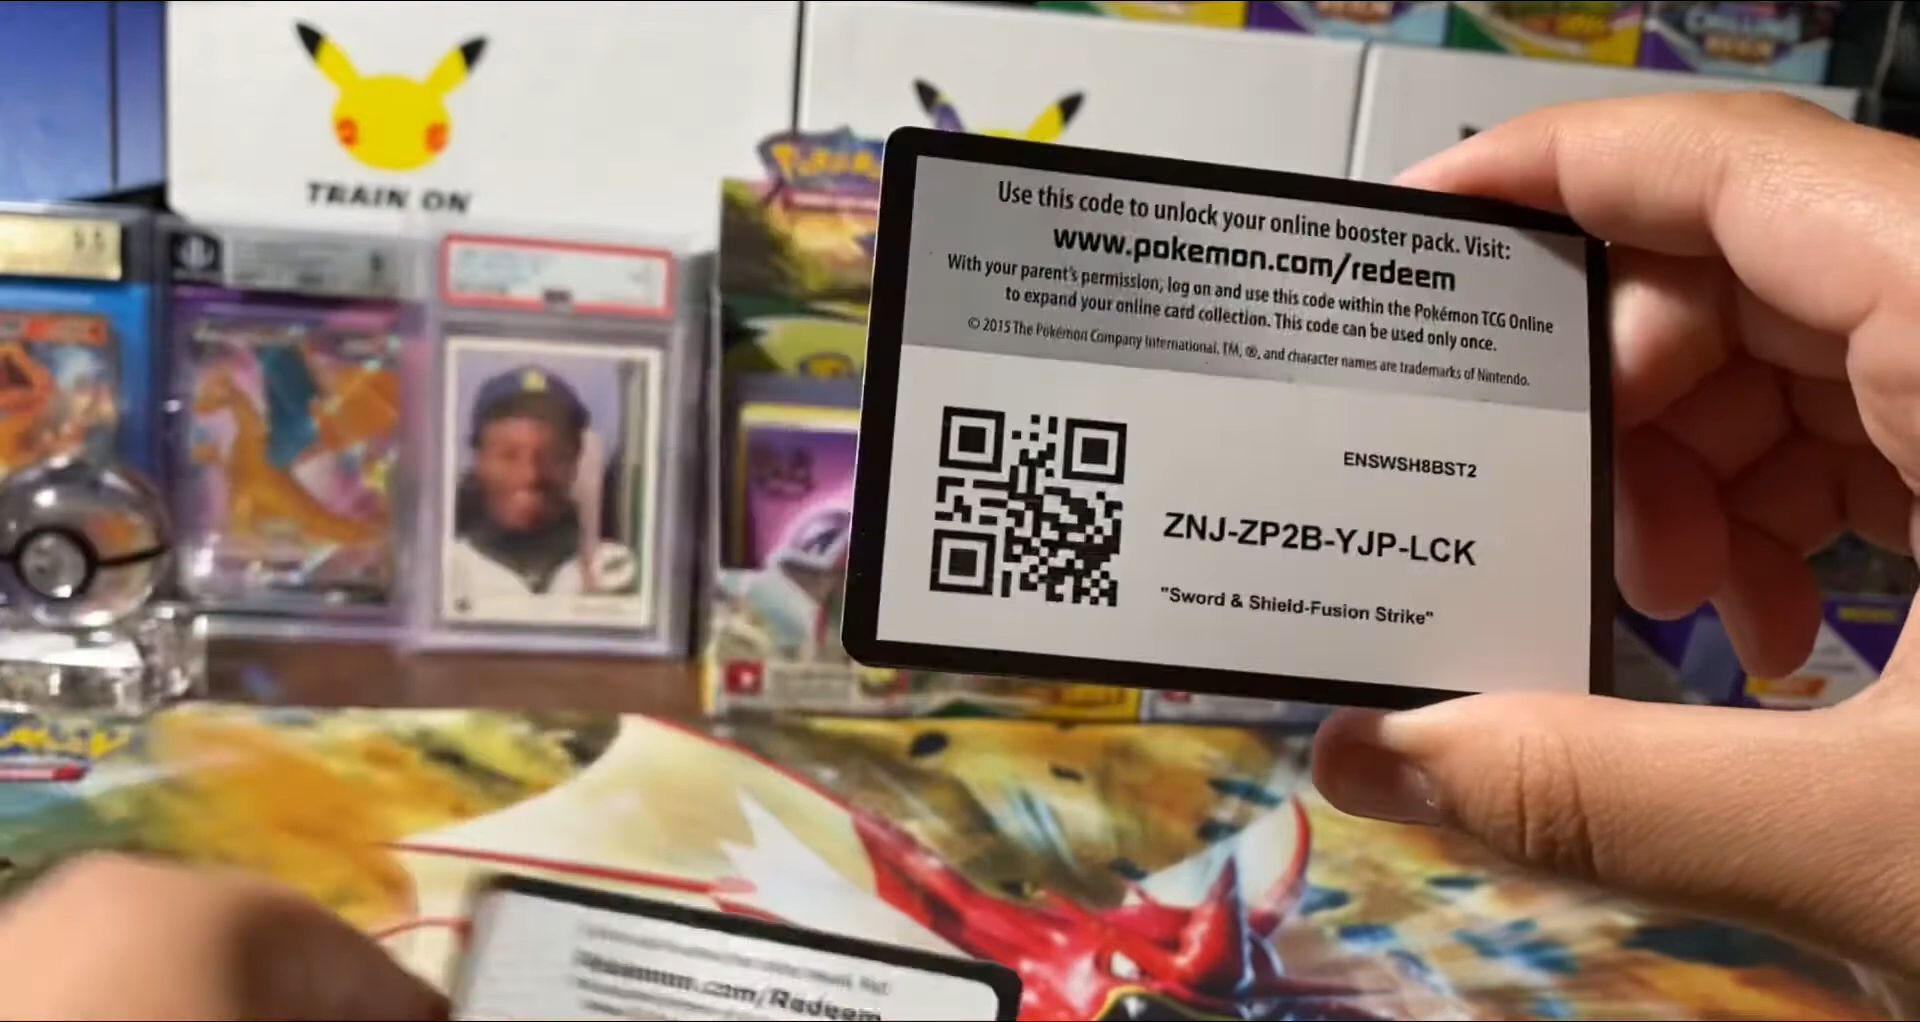 TRAIN ON
Use this code to unlock your online booster pack. Visit:
www.pokemon.com/redeem
With your parent's permission, log on and use this code within the Pokémon TCG Online
to expand your online card collection. This code can be used only once.
© 2015 The Pokémon Company International. TM, ®, and character names are trademarks of Nintendo.
ENSWSH8BST2
ZNJ-ZP2B-YJP-LCK
"Sword & Shield-Fusion Strike"
.com/Redeem